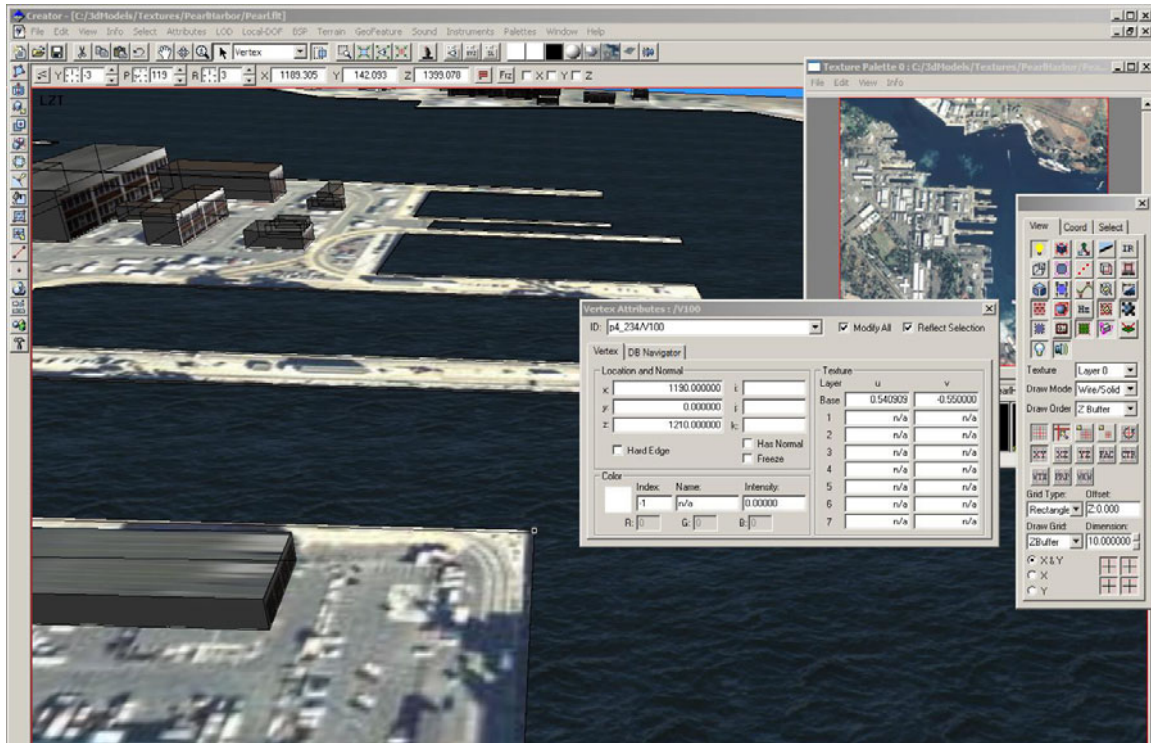 Creator - [C:/3dModels/Textures/PearlHarbor/Pearl.flt]
File Edit View Info Select Attributes LOD Local-DOF BSP Terrain GeoFeature Sound Instruments Palettes Window Help
Vertex
Y -3 P 119 R 3 X 1189.305 Y 142.093 Z 1399.078 Frz X Y Z
LZT
Texture Palette 0 : C:/3dModels/Textures/PearlHarbor/Pea...
File Edit View Info
View Coord Select
IR
Hz
Texture Layer 0
Draw Mode Wire/Solid
Draw Order Z Buffer
XY XZ YZ FAC CTR
Grid Type: Offset:
Rectangle Z:0.000
Draw Grid: Dimension:
ZBuffer 10.000000
X & Y
X
Y
Vertex Attributes : /V100
ID: p4_234/V100 Modify All Reflect Selection
Vertex DB Navigator
Location and Normal
x: 1190.000000 i:
y: 0.000000 j:
z: 1210.000000 k:
Hard Edge Has Normal
Freeze
Color
Index: Name: Intensity:
-1 n/a 0.00000
R: 0 G: 0 B: 0
Texture
Layer u v
Base 0.540909 -0.550000
1 n/a n/a
2 n/a n/a
3 n/a n/a
4 n/a n/a
5 n/a n/a
6 n/a n/a
7 n/a n/a